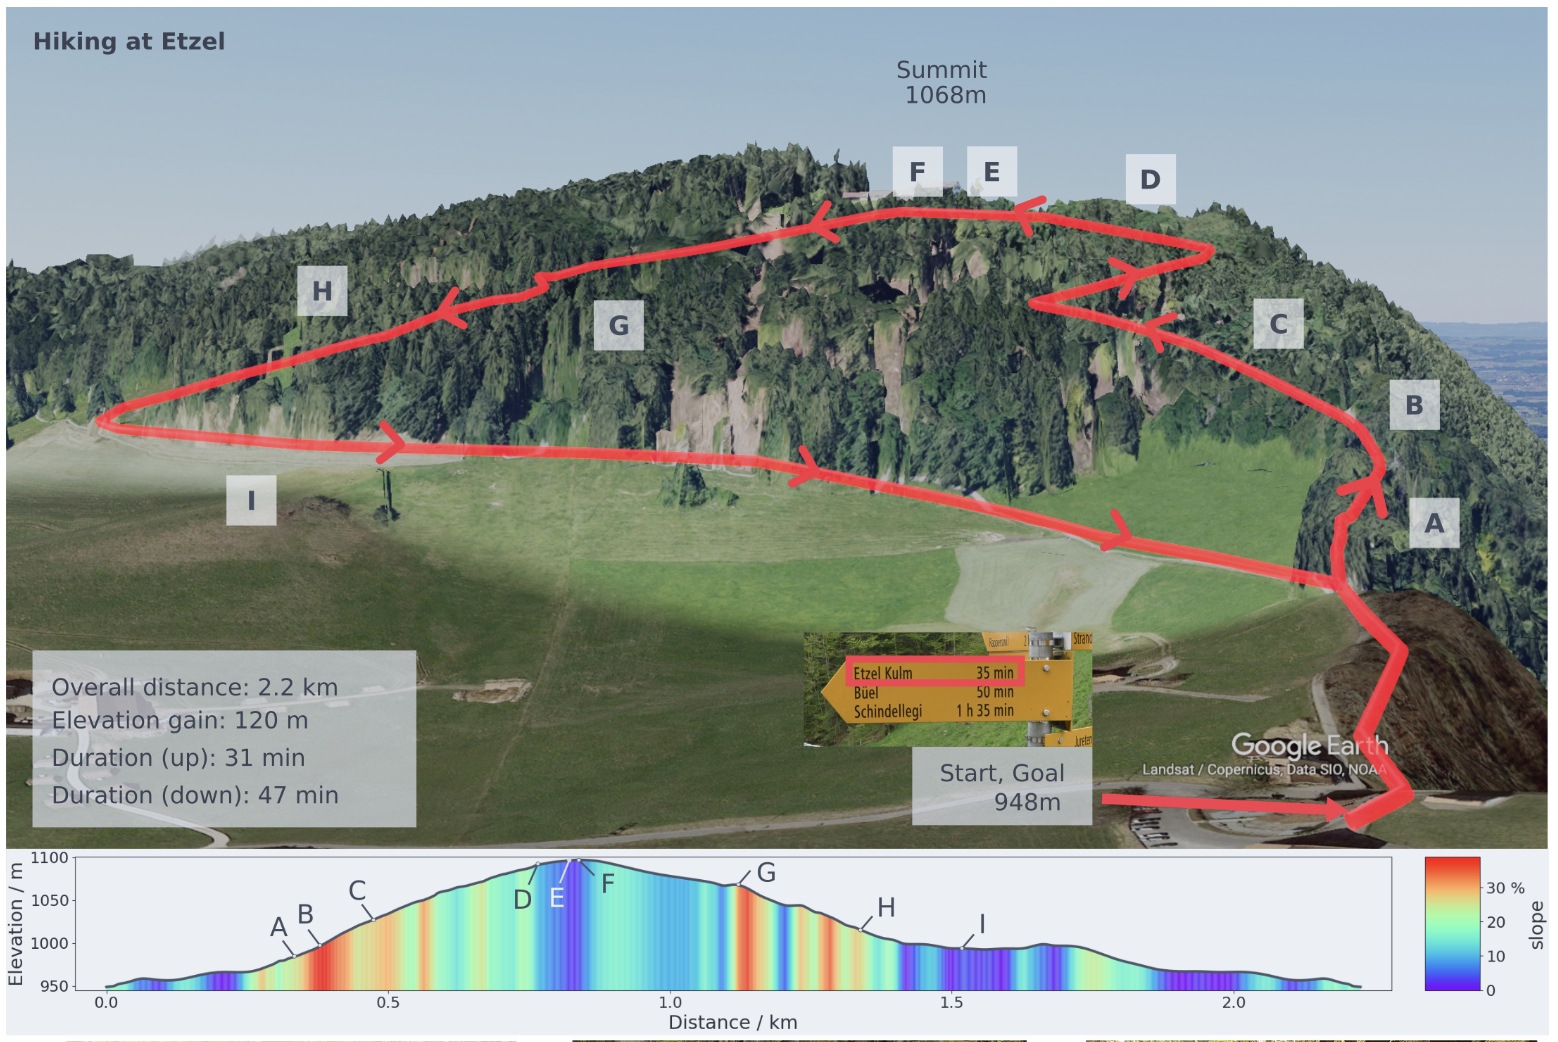 Hiking at Etzel
Summit
1068m
F
E
D
H
G
C
B
I
A
Etzel Kulm 35 min
Büel 50 min
Schindellegi 1 h 35 min
Overall distance: 2.2 km
Elevation gain: 120 m
Duration (up): 31 min
Duration (down): 47 min
Google Earth
Landsat / Copernicus, Data SIO, NOAA
Start, Goal
948m
Elevation / m
1100
1050
1000
950
A
B
C
D
E
F
G
H
I
0.0
0.5
1.0
1.5
2.0
Distance / km
30 %
20
10
0
slope